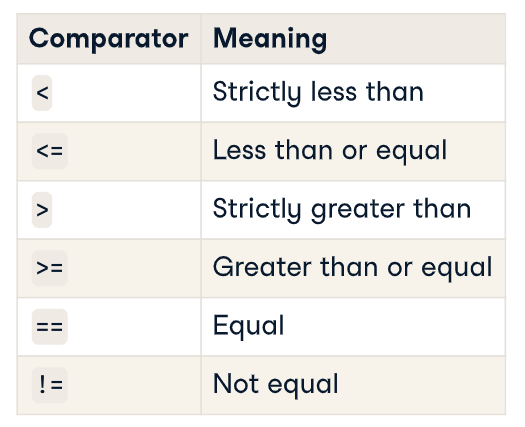 Comparator Meaning
< Strictly less than
<= Less than or equal
> Strictly greater than
>= Greater than or equal
== Equal
!= Not equal